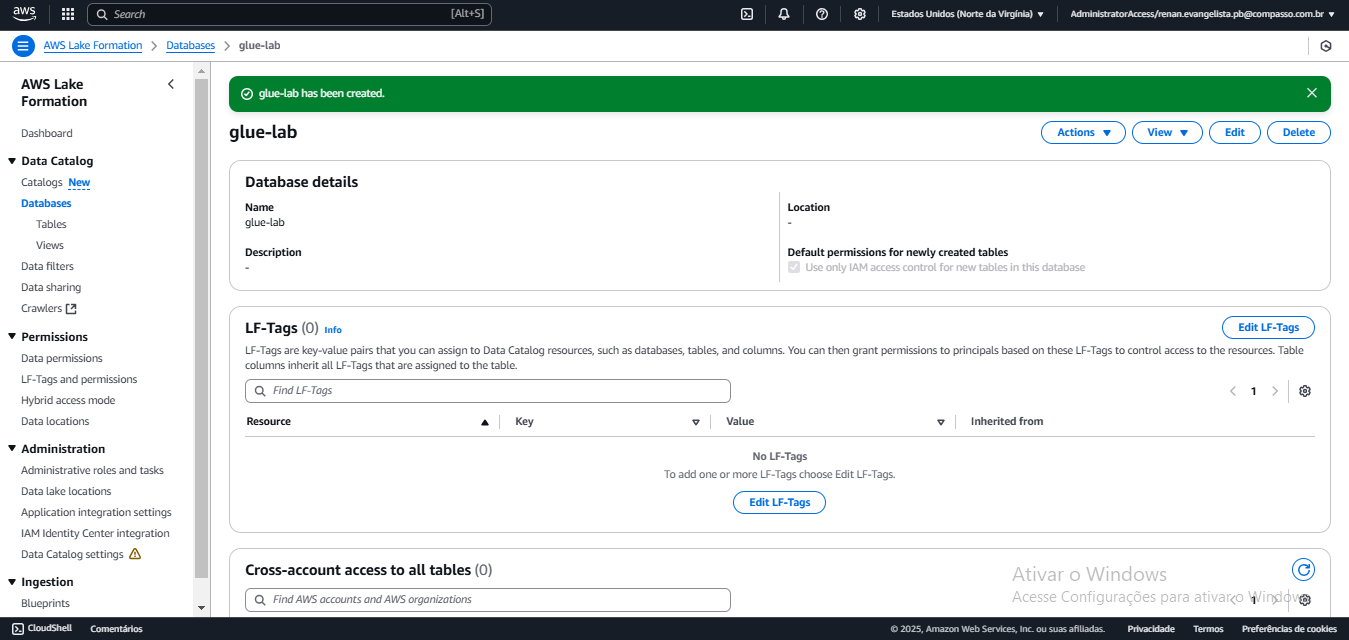 aws
Search
[Alt+S]
Estados Unidos (Norte da Virgínia)
AdministratorAccess/renan.evangelista.pb@compasso.com.br
AWS Lake Formation
Databases
glue-lab
AWS Lake
Formation
Dashboard
Data Catalog
Catalogs New
Databases
Tables
Views
Data filters
Data sharing
Crawlers
Permissions
Data permissions
LF-Tags and permissions
Hybrid access mode
Data locations
Administration
Administrative roles and tasks
Data lake locations
Application integration settings
IAM Identity Center integration
Data Catalog settings
Ingestion
Blueprints
glue-lab has been created.
glue-lab
Actions
View
Edit
Delete
Database details
Name
glue-lab
Description
-
Location
-
Default permissions for newly created tables
Use only IAM access control for new tables in this database
LF-Tags (0) Info
Edit LF-Tags
LF-Tags are key-value pairs that you can assign to Data Catalog resources, such as databases, tables, and columns. You can then grant permissions to principals based on these LF-Tags to control access to the resources. Table
columns inherit all LF-Tags that are assigned to the table.
Find LF-Tags
1
Resource
Key
Value
Inherited from
No LF-Tags
To add one or more LF-Tags choose Edit LF-Tags.
Edit LF-Tags
Cross-account access to all tables (0)
Find AWS accounts and AWS organizations
1
Ativar o Windows
Acesse Configurações para ativar o Windows.
CloudShell
Comentários
© 2025, Amazon Web Services, Inc. ou suas afiliadas.
Privacidade
Termos
Preferências de cookies